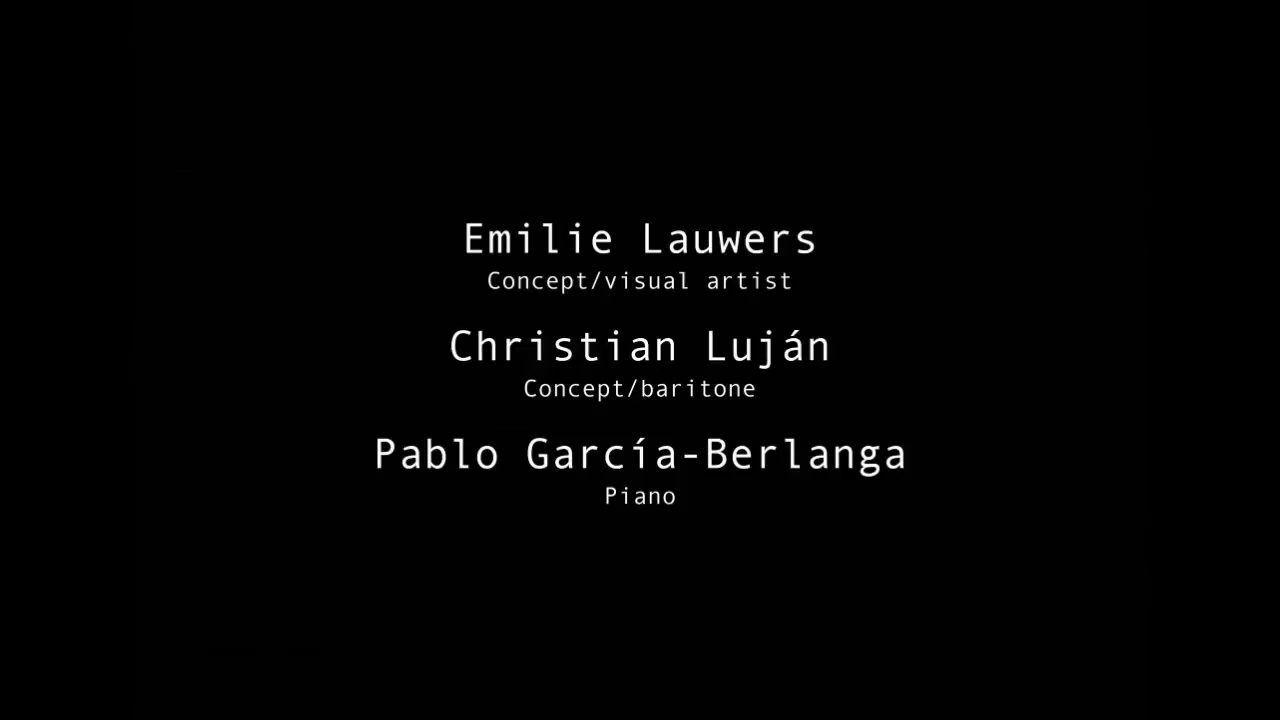 Emilie Lauwers
Concept/visual artist
Christian Luján
Concept/baritone
Pablo García-Berlanga
Piano